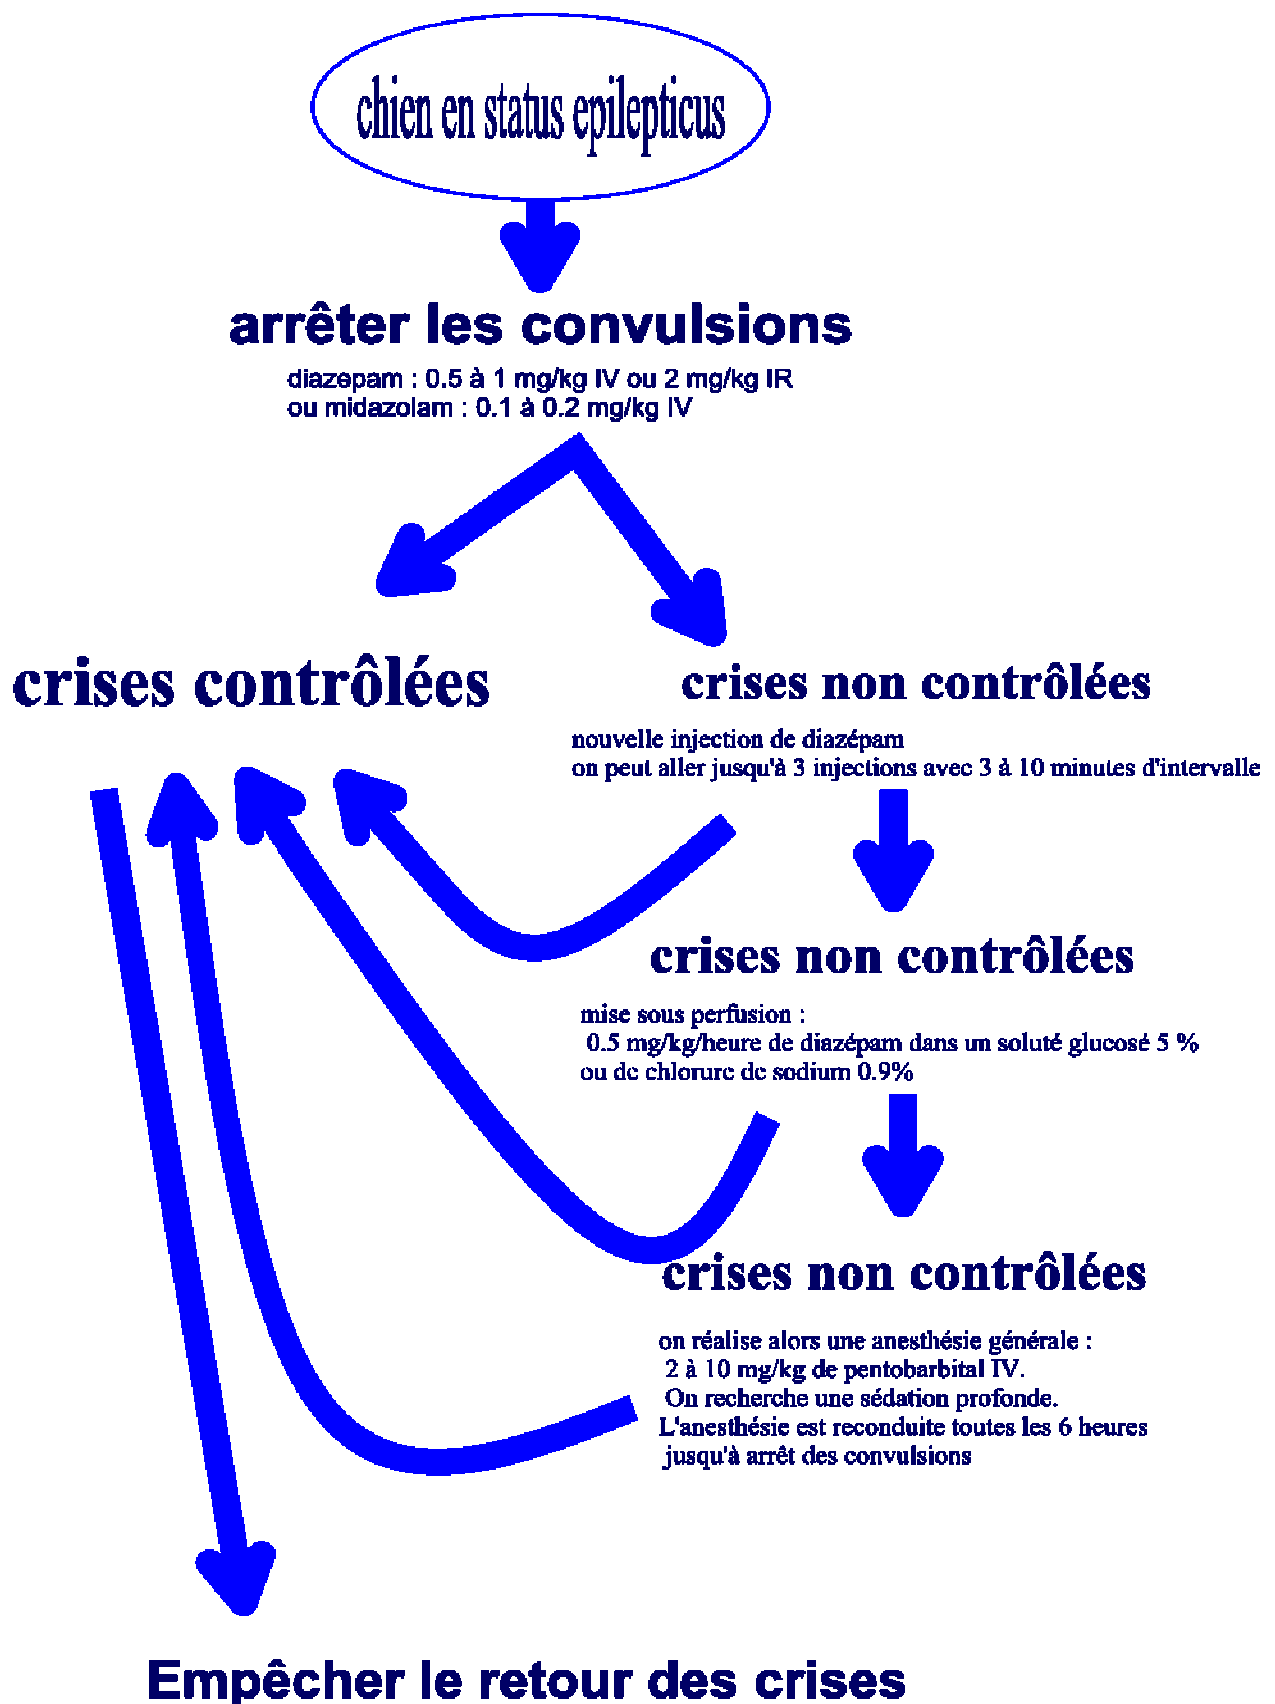 chien en status epilepticus
arrêter les convulsions
diazepam : 0.5 à 1 mg/kg IV ou 2 mg/kg IR
ou midazolam : 0.1 à 0.2 mg/kg IV
crises contrôlées
crises non contrôlées
nouvelle injection de diazépam
on peut aller jusqu'à 3 injections avec 3 à 10 minutes d'intervalle
crises non contrôlées
mise sous perfusion :
0.5 mg/kg/heure de diazépam dans un soluté glucosé 5 %
ou de chlorure de sodium 0.9%
crises non contrôlées
on réalise alors une anesthésie générale :
2 à 10 mg/kg de pentobarbital IV.
On recherche une sédation profonde.
L'anesthésie est reconduite toutes les 6 heures
jusqu'à arrêt des convulsions
Empêcher le retour des crises